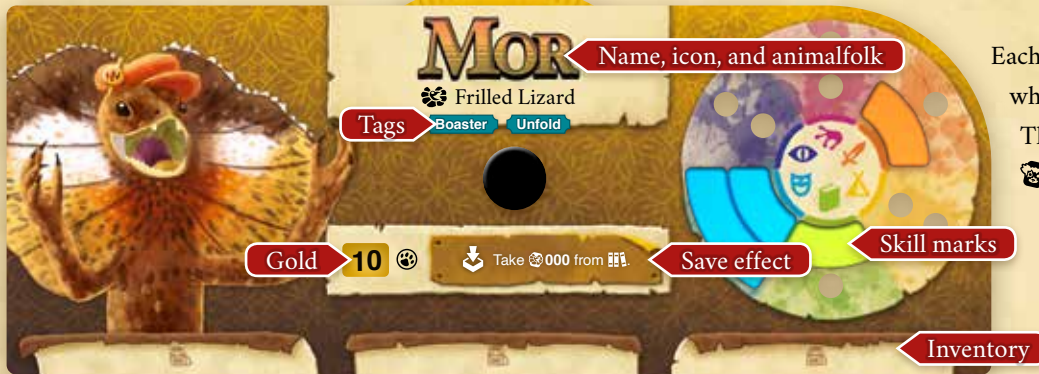 MOR
Name, icon, and animalfolk
Frilled Lizard
Tags
Boaster
Unfold
Gold
10
Take 000 from .
Save effect
Skill marks
Inventory
Each
wh
Th